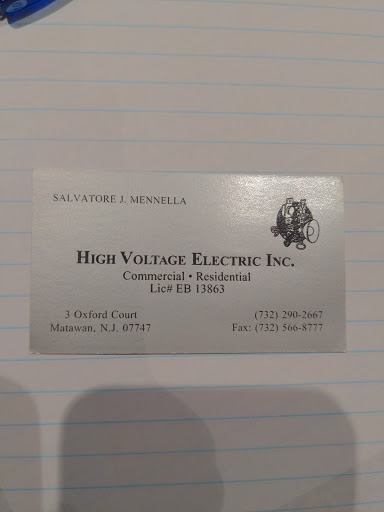 SALVATORE J. MENNELLA
HIGH VOLTAGE ELECTRIC INC.
Commercial • Residential
Lic# EB 13863
3 Oxford Court
Matawan, N.J. 07747
(732) 290-2667
Fax: (732) 566-8777